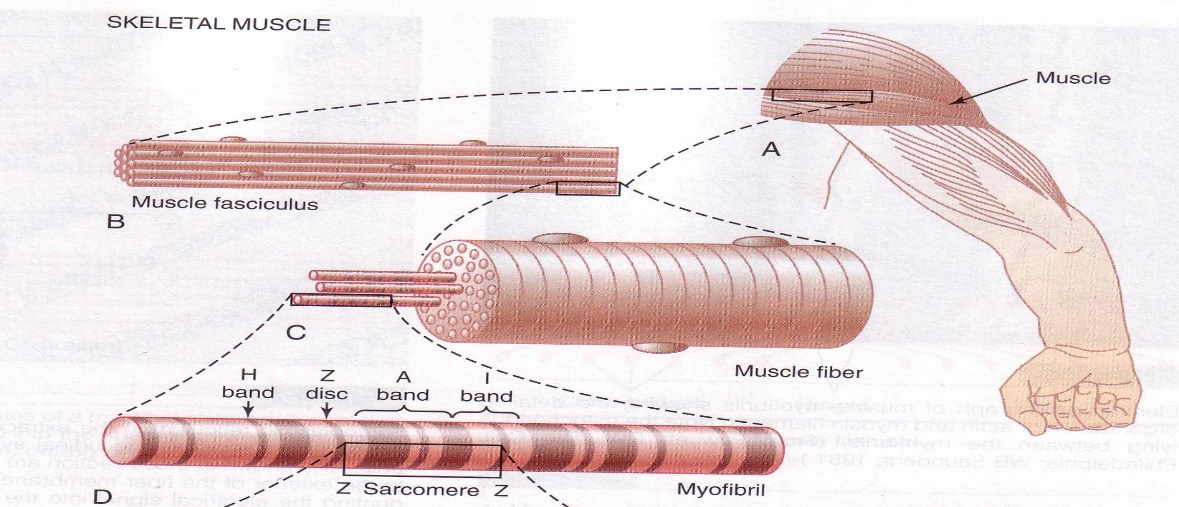 SKELETAL MUSCLE
Muscle
A
Muscle fasciculus
B
C
Muscle fiber
H
band
Z
disc
A
band
I
band
Z Sarcomere Z
Myofibril
D